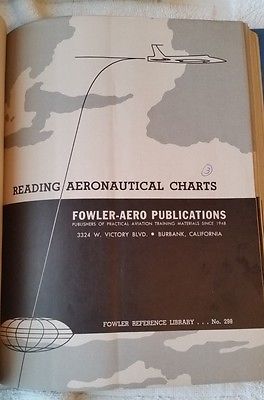 3
READING AERONAUTICAL CHARTS
FOWLER-AERO PUBLICATIONS
PUBLISHERS OF PRACTICAL AVIATION TRAINING MATERIALS SINCE 1948
3324 W. VICTORY BLVD. • BURBANK, CALIFORNIA
FOWLER REFERENCE LIBRARY . . . No. 298